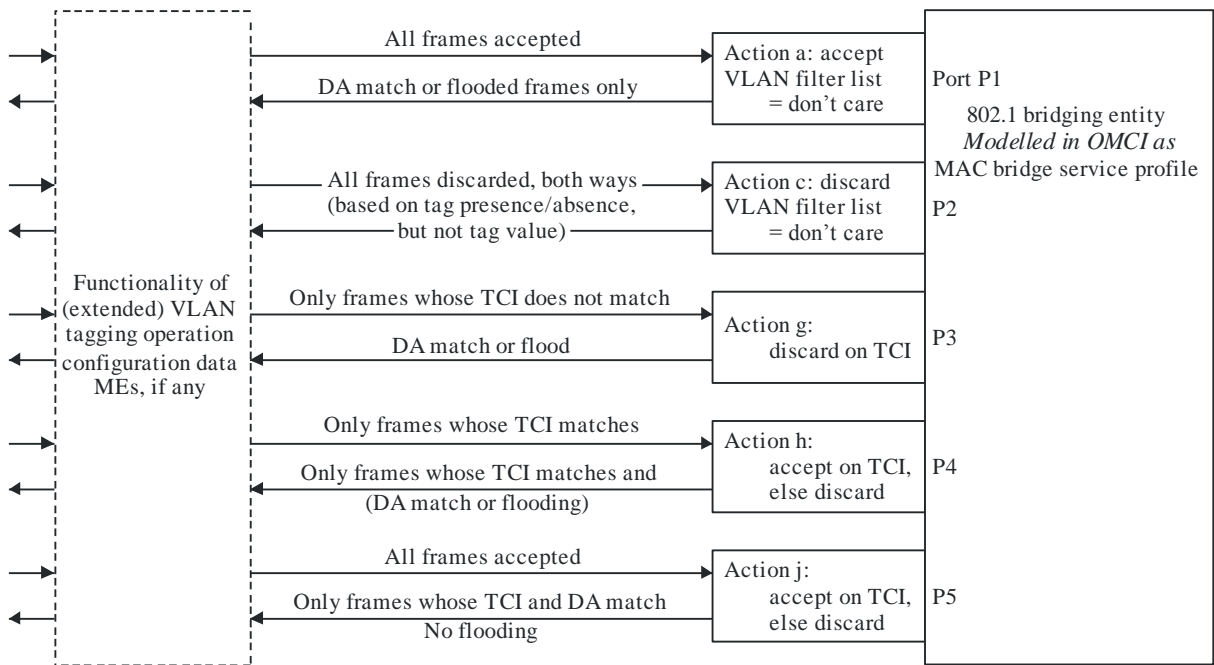 All frames accepted
DA match or flooded frames only
Action a: accept
VLAN filter list
= don't care
Port P1
802.1 bridging entity
Modelled in OMCI as
MAC bridge service profile
All frames discarded, both ways
(based on tag presence/absence,
but not tag value)
Action c: discard
VLAN filter list
= don't care
P2
Functionality of
(extended) VLAN
tagging operation
configuration data
MEs, if any
Only frames whose TCI does not match
DA match or flood
Action g:
discard on TCI
P3
Only frames whose TCI matches
Only frames whose TCI matches and
(DA match or flooding)
Action h:
accept on TCI,
else discard
P4
All frames accepted
Only frames whose TCI and DA match
No flooding
Action j:
accept on TCI,
else discard
P5